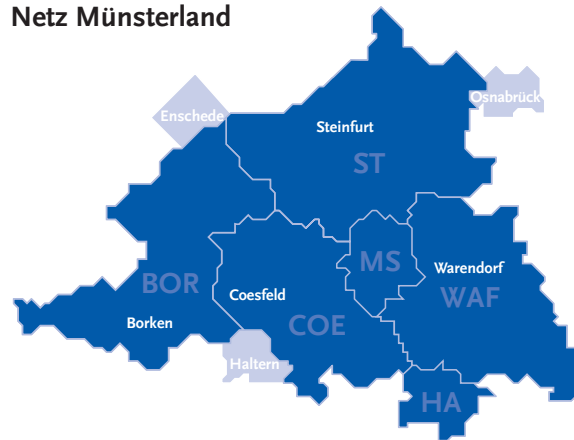 Netz Münsterland
Osnabrück
Enschede
Steinfurt
ST
MS
Warendorf
BOR
Coesfeld
WAF
Borken
COE
Haltern
HA